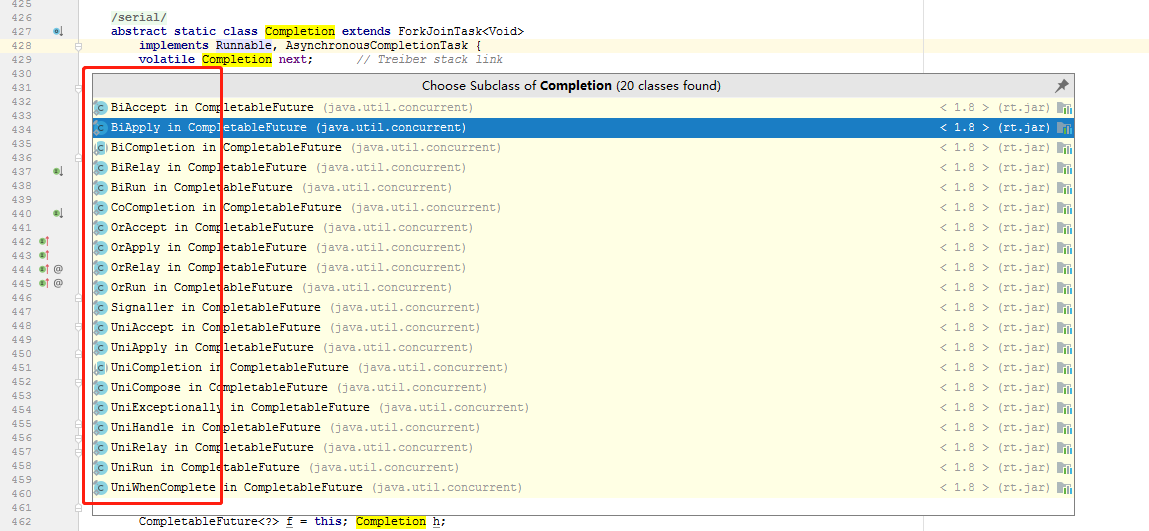 425
426 /serial/
427 abstract static class Completion extends ForkJoinTask<Void>
428 implements Runnable, AsynchronousCompletionTask {
429 volatile Completion next; // Treiber stack link
430
Choose Subclass of Completion (20 classes found)
431
BiAccept in CompletableFuture (java.util.concurrent) < 1.8 > (rt.jar)
432
433
BiApply in CompletableFuture (java.util.concurrent) < 1.8 > (rt.jar)
434
BiCompletion in CompletableFuture (java.util.concurrent) < 1.8 > (rt.jar)
435
436
BiRelay in CompletableFuture (java.util.concurrent) < 1.8 > (rt.jar)
437
BiRun in CompletableFuture (java.util.concurrent) < 1.8 > (rt.jar)
438
439
CoCompletion in CompletableFuture (java.util.concurrent) < 1.8 > (rt.jar)
440
OrAccept in CompletableFuture (java.util.concurrent) < 1.8 > (rt.jar)
441
442
OrApply in CompletableFuture (java.util.concurrent) < 1.8 > (rt.jar)
443
OrRelay in CompletableFuture (java.util.concurrent) < 1.8 > (rt.jar)
444 @
445 @
OrRun in CompletableFuture (java.util.concurrent) < 1.8 > (rt.jar)
446
Signaller in CompletableFuture (java.util.concurrent) < 1.8 > (rt.jar)
447
448
UniAccept in CompletableFuture (java.util.concurrent) < 1.8 > (rt.jar)
449
UniApply in CompletableFuture (java.util.concurrent) < 1.8 > (rt.jar)
450
451
UniCompletion in CompletableFuture (java.util.concurrent) < 1.8 > (rt.jar)
452
UniCompose in CompletableFuture (java.util.concurrent) < 1.8 > (rt.jar)
453
454
UniExceptionally in CompletableFuture (java.util.concurrent) < 1.8 > (rt.jar)
455
UniHandle in CompletableFuture (java.util.concurrent) < 1.8 > (rt.jar)
456
457
UniRelay in CompletableFuture (java.util.concurrent) < 1.8 > (rt.jar)
458
UniRun in CompletableFuture (java.util.concurrent) < 1.8 > (rt.jar)
459
460
UniWhenComplete in CompletableFuture (java.util.concurrent) < 1.8 > (rt.jar)
461
462 CompletableFuture<?> f = this; Completion h;